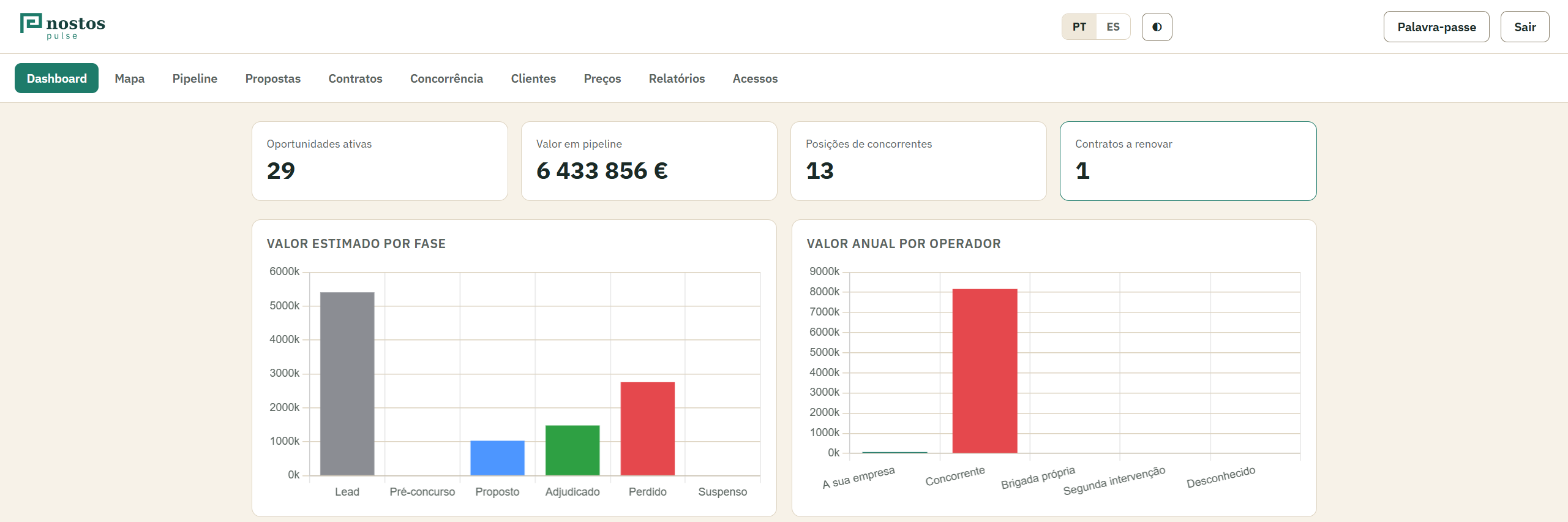 nostos
pulse
PT ES
Palavra-passe
Sair
Dashboard Mapa Pipeline Propostas Contratos Concorrência Clientes Preços Relatórios Acessos
Oportunidades ativas
29
Valor em pipeline
6 433 856 €
Posições de concorrentes
13
Contratos a renovar
1
VALOR ESTIMADO POR FASE
6000k
5000k
4000k
3000k
2000k
1000k
0k
Lead Pré-concurso Proposto Adjudicado Perdido Suspenso
VALOR ANUAL POR OPERADOR
9000k
8000k
7000k
6000k
5000k
4000k
3000k
2000k
1000k
0k
A sua empresa Concorrente Brigada própria Segunda intervenção Desconhecido